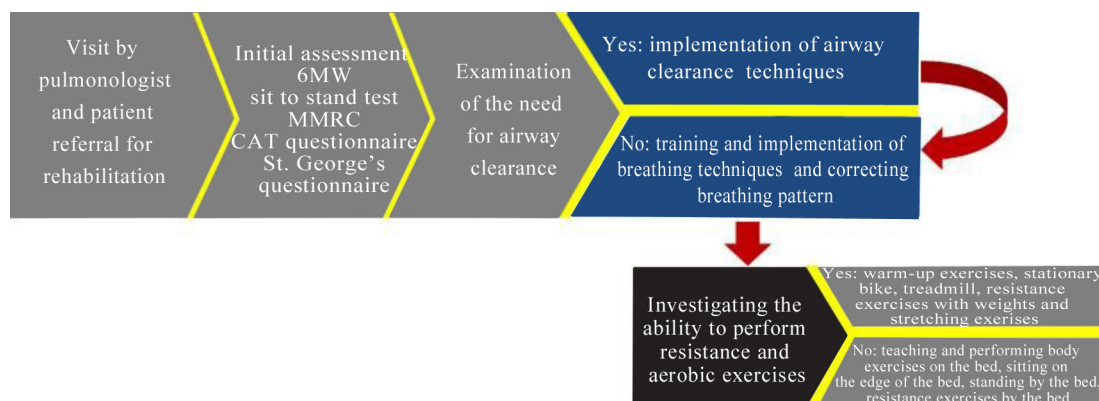 Visit by
pulmonologist
and patient
referral for
rehabilitation
Initial assessment
6MW
sit to stand test
MMRC
CAT questionnaire
St. George's
questionnaire
Examination
of the need
for airway
clearance
Yes: implementation of airway
clearance techniques
No: training and implementation of
breathing techniques and correcting
breathing pattern
Investigating the
ability to perform
resistance and
aerobic exercises
Yes: warm-up exercises, stationary
bike, treadmill, resistance
exercises with weights and
stretching exerises
No: teaching and performing body
exercises on the bed, sitting on
the edge of the bed, standing by the bed,
resistance exercises by the bed